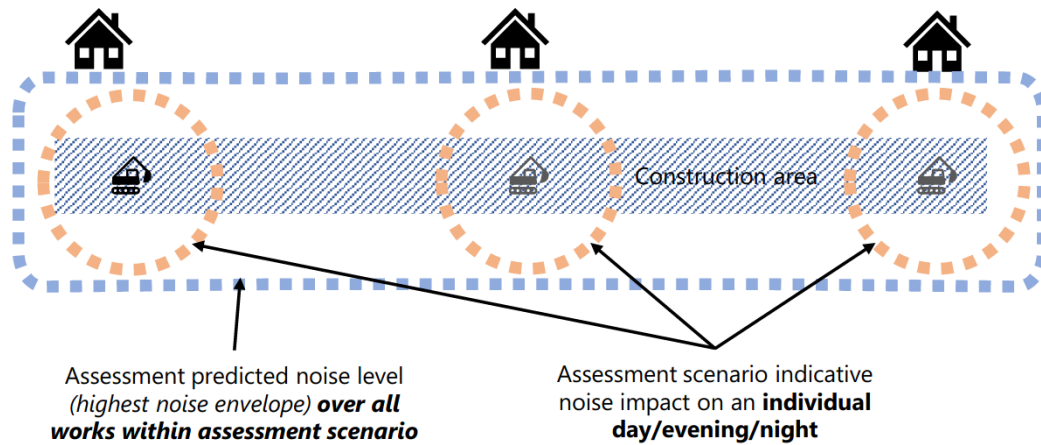 Construction area
Assessment predicted noise level
(highest noise envelope) over all
works within assessment scenario
Assessment scenario indicative
noise impact on an individual
day/evening/night